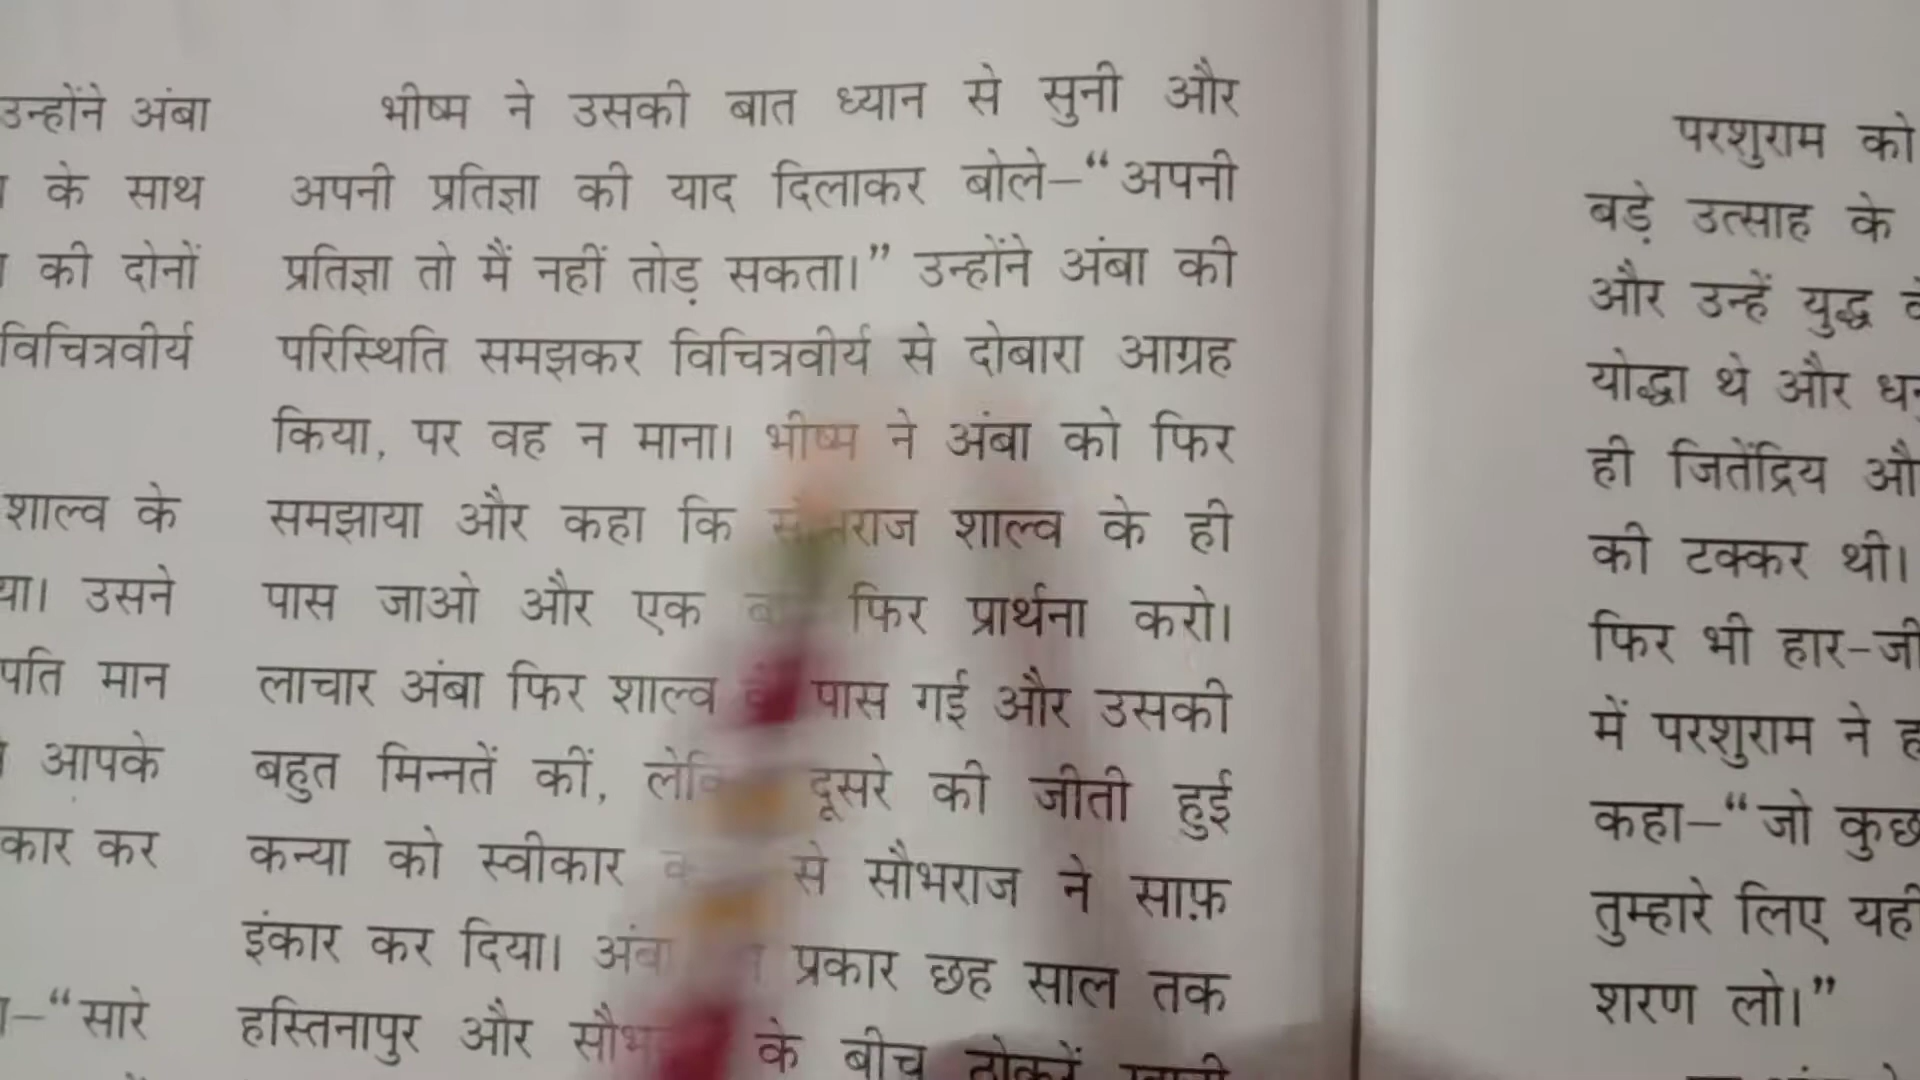 उन्होंने अंबा
के साथ
की दोनों
विचित्रवीर्य
शाल्व के
या। उसने
पति मान
आपके
कार कर
–“सारे
भीष्म ने उसकी बात ध्यान से सुनी और
अपनी प्रतिज्ञा की याद दिलाकर बोले–“अपनी
प्रतिज्ञा तो मैं नहीं तोड़ सकता।” उन्होंने अंबा की
परिस्थिति समझकर विचित्रवीर्य से दोबारा आग्रह
किया, पर वह न माना। भीष्म ने अंबा को फिर
समझाया और कहा कि शाल्व के ही
पास जाओ और एक फिर प्रार्थना करो।
लाचार अंबा फिर शाल्व पास गई और उसकी
बहुत मिन्नतें कीं, दूसरे की जीती हुई
कन्या को स्वीकार से सौभराज ने साफ़
इंकार कर दिया। अंबा प्रकार छह साल तक
हस्तिनापुर और के बीच
परशुराम को
बड़े उत्साह के
और उन्हें युद्ध
योद्धा थे और
ही जितेंद्रिय
की टक्कर थी।
फिर भी
में परशुराम ने
कहा–“जो कुछ
तुम्हारे लिए
शरण लो।”